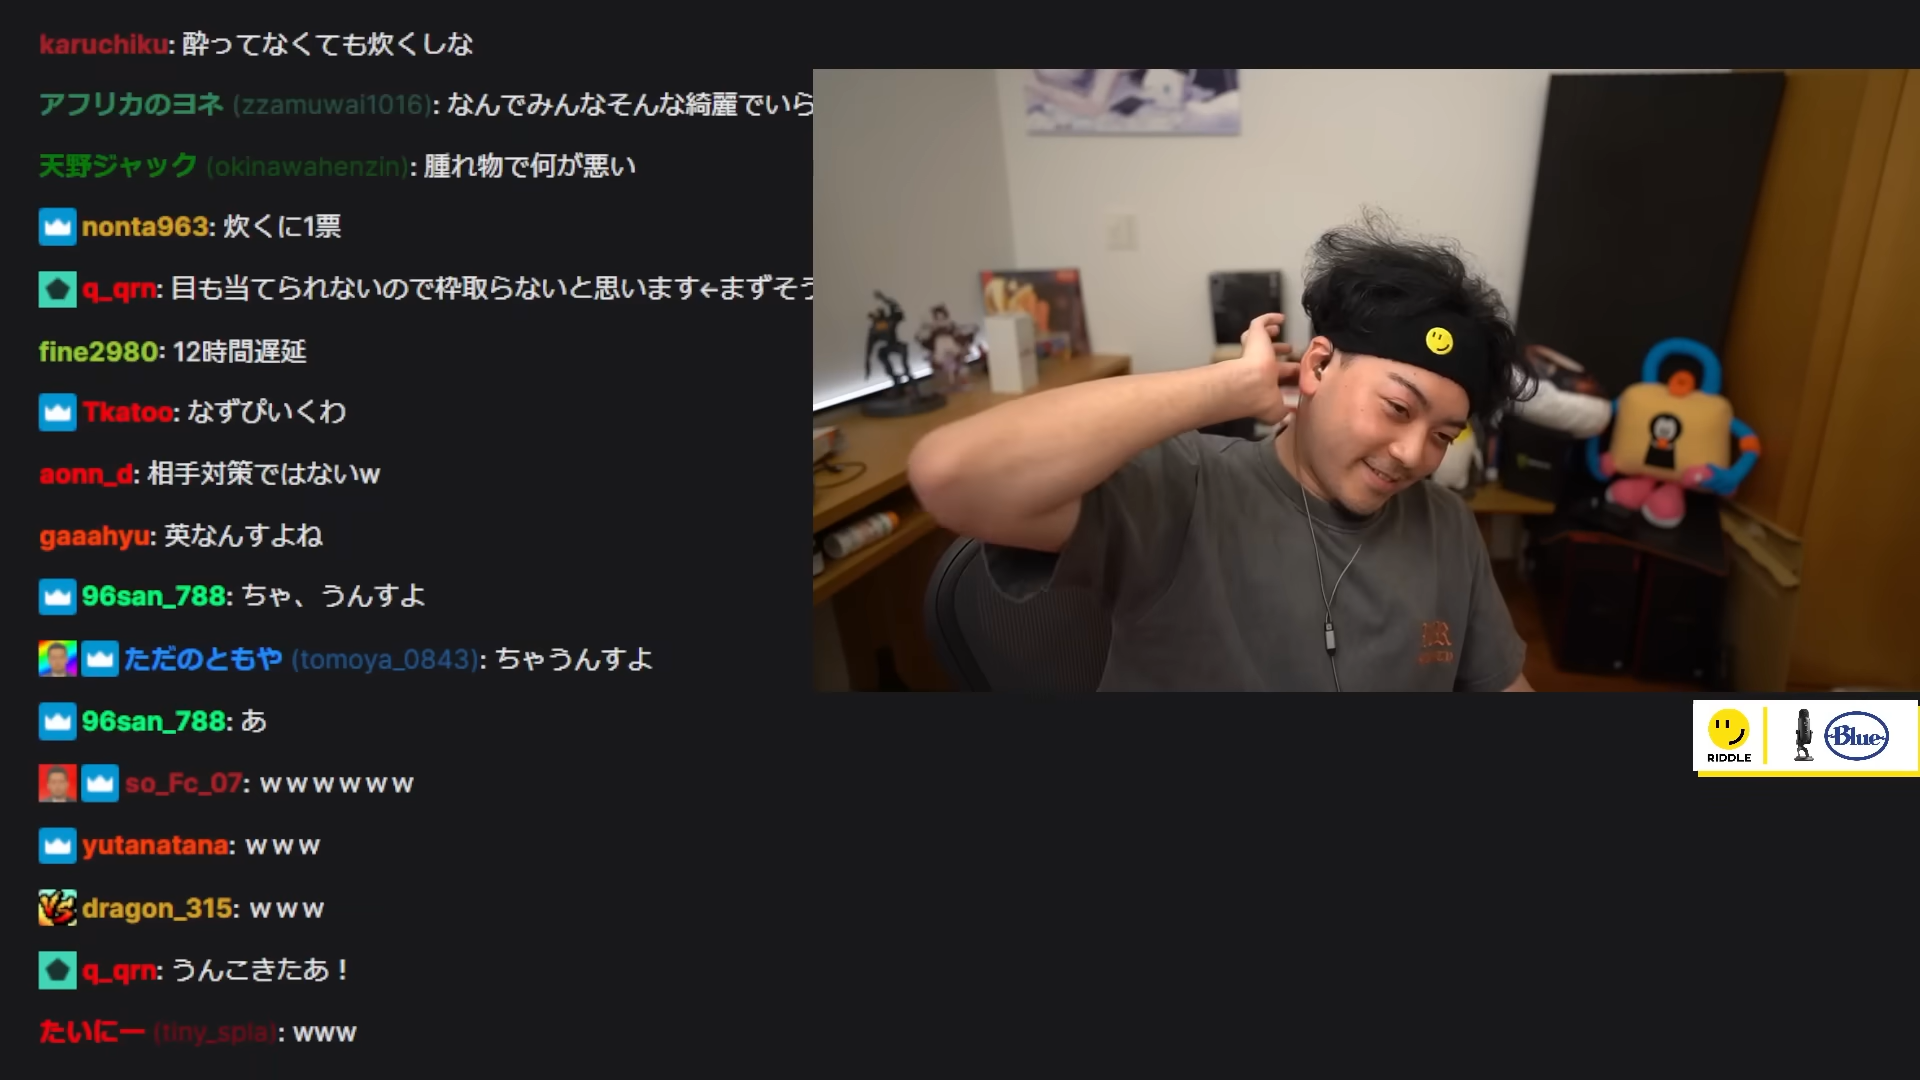 karuchiku: 酔ってなくても炊くしな
アフリカのヨネ (zzamuwai1016): なんでみんなそんな綺麗でいら
天野ジャック (okinawahenzin): 腫れ物で何が悪い
nonta963: 炊くに1票
q_qrn: 目も当てられないので枠取らないと思います←まずそう
fine2980: 12時間遅延
Tkatoo: なずぴいくわ
aonn_d: 相手対策ではないw
gaaahyu: 英なんすよね
96san_788: ちゃ、うんすよ
ただのともや (tomoya_0843): ちゃうんすよ
96san_788: あ
so_Fc_07: ｗｗｗｗｗｗ
yutanatana: ｗｗｗ
dragon_315: ｗｗｗ
q_qrn: うんこきたあ！
たいにー (tiny_spla): www
RIDDLE
Blue